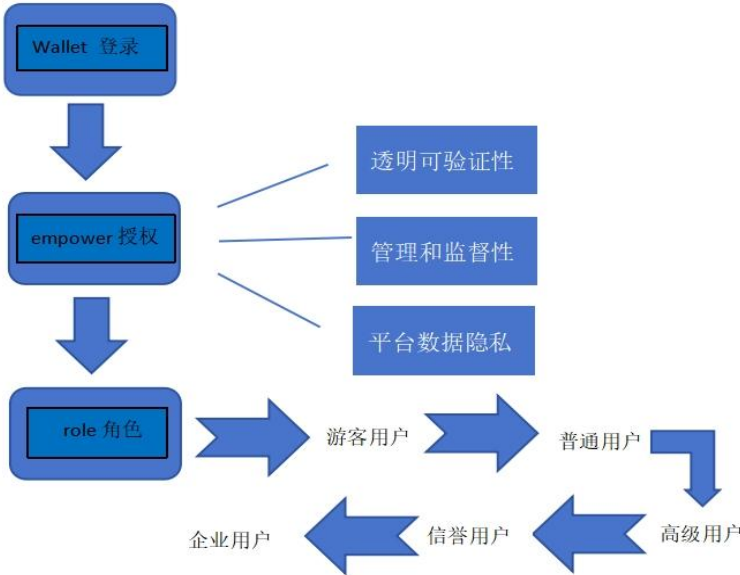 Wallet 登录
透明可验证性
empower 授权
管理和监督性
平台数据隐私
role 角色
游客用户
普通用户
高级用户
信誉用户
企业用户